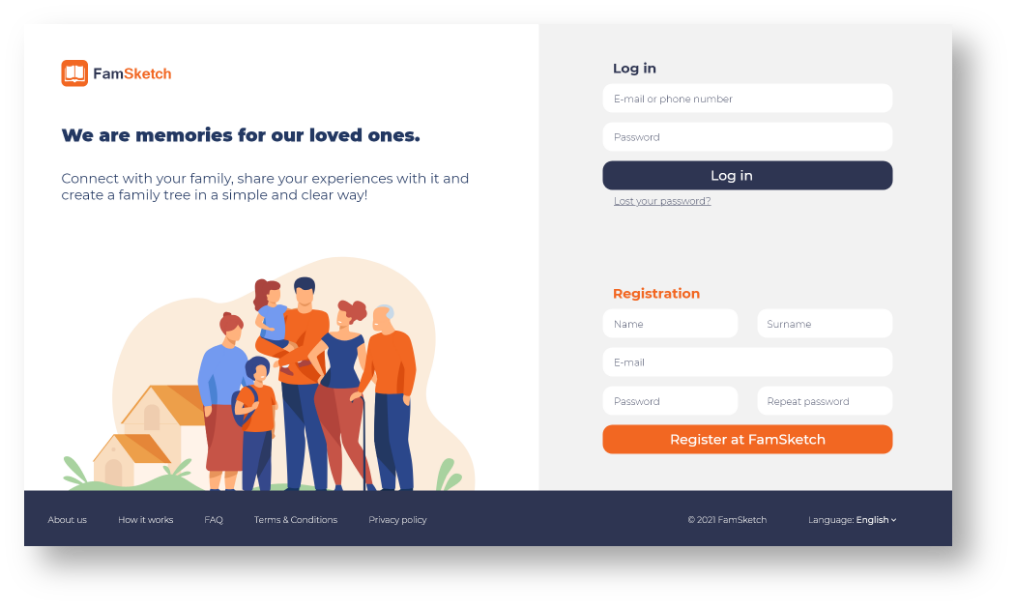 FamSketch
We are memories for our loved ones.
Connect with your family, share your experiences with it and
create a family tree in a simple and clear way!
Log in
E-mail or phone number
Password
Log in
Lost your password?
Registration
Name
Surname
E-mail
Password
Repeat password
Register at FamSketch
About us
How it works
FAQ
Terms & Conditions
Privacy policy
© 2021 FamSketch
Language: English